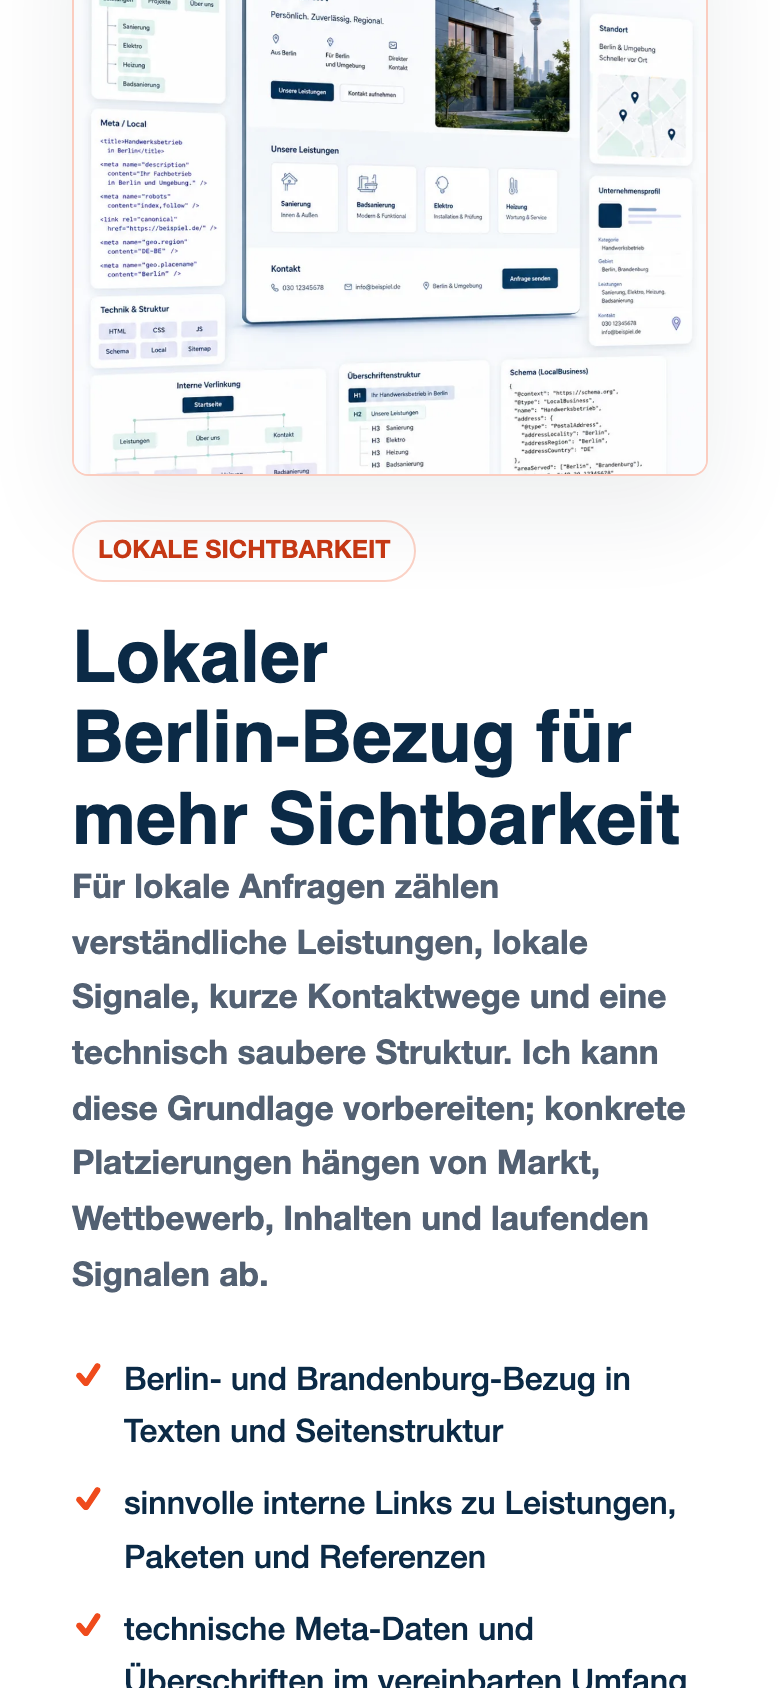 Projekte
Über uns
Sanierung
Elektro
Heizung
Badsanierung
Meta / Local
<title>Handwerksbetrieb
in Berlin</title>
<meta name="description"
content="Ihr Fachbetrieb
in Berlin und Umgebung." />
<meta name="robots"
content="index,follow" />
<link rel="canonical"
href="https://beispiel.de/" />
<meta name="geo.region"
content="DE-BE" />
<meta name="geo.placename"
content="Berlin" />
Technik & Struktur
HTML CSS JS
Schema Local Sitemap
Persönlich. Zuverlässig. Regional.
Aus Berlin
Für Berlin
und Umgebung
Direkter
Kontakt
Unsere Leistungen
Kontakt aufnehmen
Unsere Leistungen
Sanierung
Innen & Außen
Badsanierung
Modern & Funktional
Elektro
Installation & Prüfung
Heizung
Wartung & Service
Kontakt
030 12345678
info@beispiel.de
Berlin & Umgebung
Anfrage senden
Standort
Berlin & Umgebung
Schneller vor Ort
Unternehmensprofil
Kategorie
Handwerksbetrieb
Gebiet
Berlin, Brandenburg
Leistungen
Sanierung, Elektro, Heizung,
Badsanierung
Kontakt
030 12345678
info@beispiel.de
Interne Verlinkung
Startseite
Leistungen
Über uns
Kontakt
Badsanierung
Überschriftenstruktur
H1 Ihr Handwerksbetrieb in Berlin
H2 Unsere Leistungen
H3 Sanierung
H3 Elektro
H3 Heizung
H3 Badsanierung
Schema (LocalBusiness)
{
"@context": "https://schema.org",
"@type": "LocalBusiness",
"name": "Handwerksbetrieb",
"address": {
"@type": "PostalAddress",
"addressLocality": "Berlin",
"addressRegion": "Berlin",
"addressCountry": "DE"
},
"areaServed": ["Berlin", "Brandenburg"],
LOKALE SICHTBARKEIT
Lokaler
Berlin-Bezug für
mehr Sichtbarkeit
Für lokale Anfragen zählen
verständliche Leistungen, lokale
Signale, kurze Kontaktwege und eine
technisch saubere Struktur. Ich kann
diese Grundlage vorbereiten; konkrete
Platzierungen hängen von Markt,
Wettbewerb, Inhalten und laufenden
Signalen ab.
Berlin- und Brandenburg-Bezug in
Texten und Seitenstruktur
sinnvolle interne Links zu Leistungen,
Paketen und Referenzen
technische Meta-Daten und
Überschriften im vereinbarten Umfang